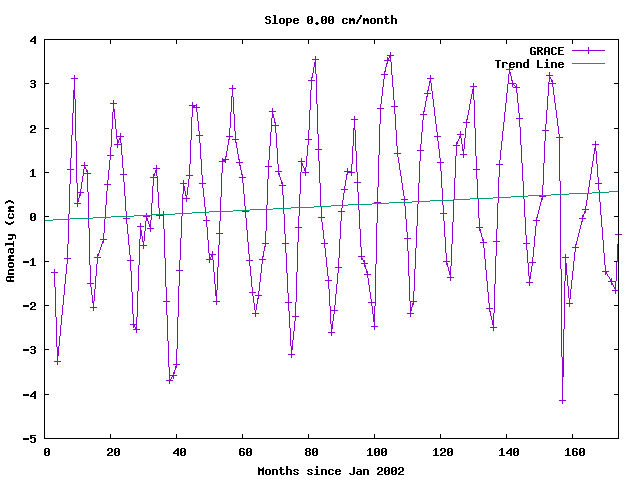 Slope 0.00 cm/month
GRACE
Trend Line
4
3
2
1
0
-1
-2
-3
-4
-5
Anomaly (cm)
0 20 40 60 80 100 120 140 160
Months since Jan 2002